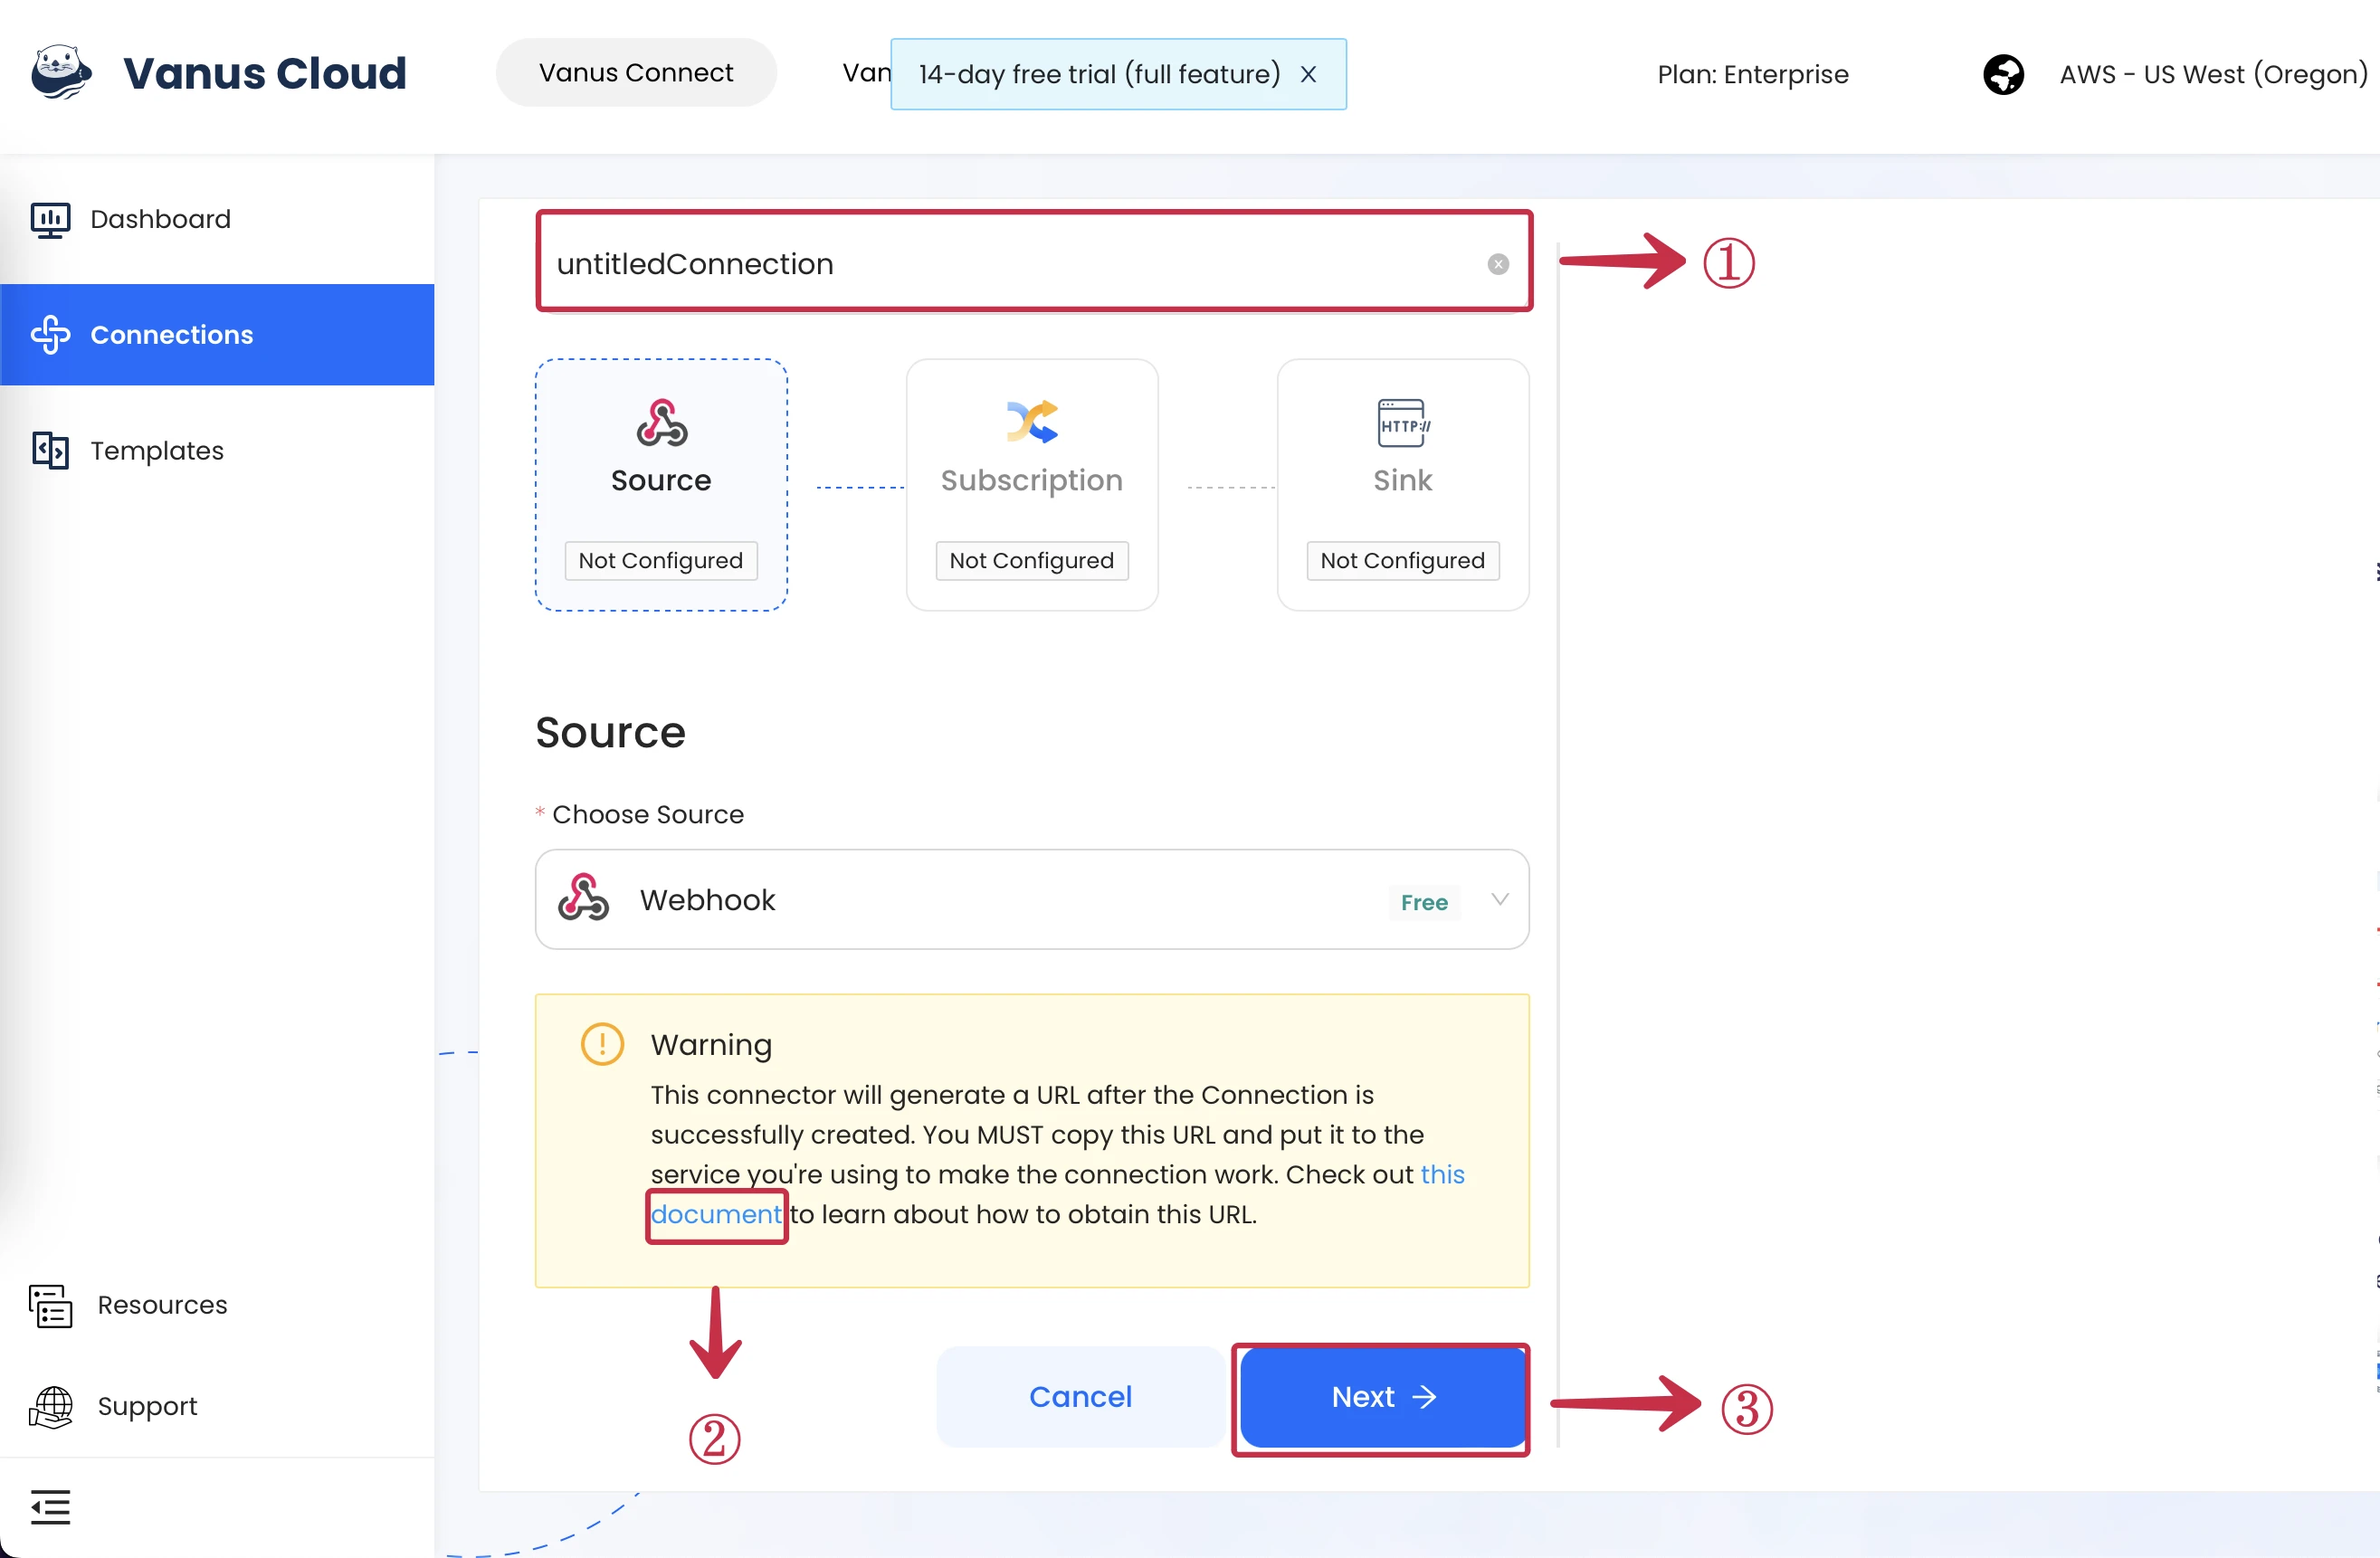 Vanus Cloud
Vanus Connect
Van
14-day free trial (full feature)
Plan: Enterprise
AWS - US West (Oregon)
Dashboard
Connections
Templates
Resources
Support
untitledConnection
①
Source
Not Configured
Subscription
Not Configured
HTTP://
Sink
Not Configured
Source
* Choose Source
Webhook
Free
Warning
This connector will generate a URL after the Connection is
successfully created. You MUST copy this URL and put it to the
service you're using to make the connection work. Check out this
document to learn about how to obtain this URL.
②
Cancel
Next →
③